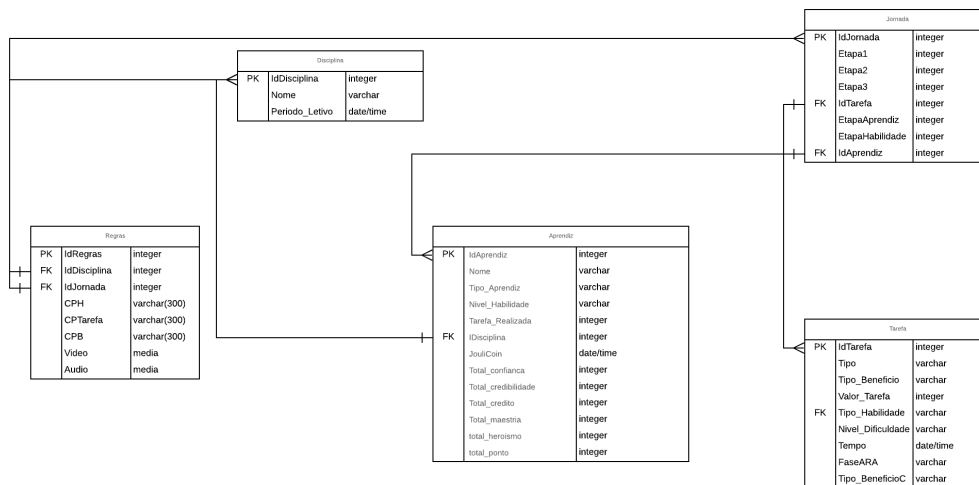 Jornada
PK IdJornada integer
Etapa1 integer
Etapa2 integer
Etapa3 integer
FK IdTarefa integer
EtapaAprendiz integer
EtapaHabilidade integer
FK IdAprendiz integer
Disciplina
PK IdDisciplina integer
Nome varchar
Periodo_Letivo date/time
Regras
PK IdRegras integer
FK IdDisciplina integer
FK IdJornada integer
CPH varchar(300)
CPTarefa varchar(300)
CPB varchar(300)
Video media
Audio media
Aprendiz
PK IdAprendiz integer
Nome varchar
Tipo_Aprendiz varchar
Nivel_Habilidade varchar
Tarefa_Realizada integer
FK IDisciplina integer
JouliCoin date/time
Total_confianca integer
Total_credibilidade integer
Total_credito integer
Total_maestria integer
total_heroismo integer
total_ponto integer
Tarefa
PK IdTarefa integer
Tipo varchar
Tipo_Beneficio varchar
Valor_Tarefa integer
FK Tipo_Habilidade varchar
Nivel_Dificuldade varchar
Tempo date/time
FaseARA varchar
Tipo_BeneficioC varchar